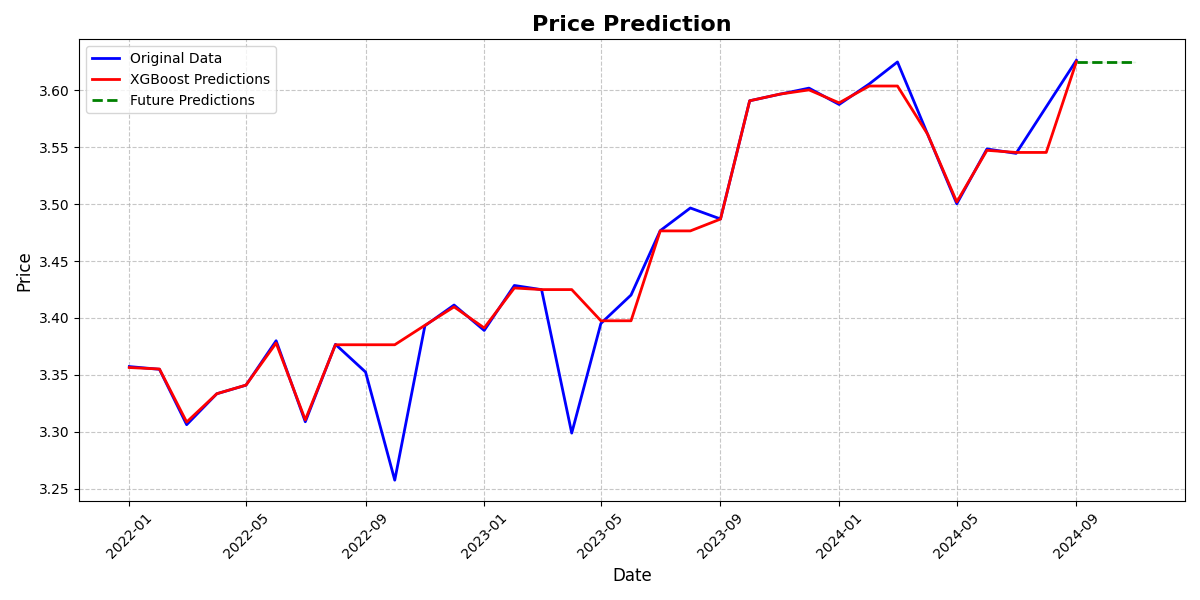 Price Prediction
Original Data
XGBoost Predictions
Future Predictions
Price
3.60
3.55
3.50
3.45
3.40
3.35
3.30
3.25
2022-01
2022-05
2022-09
2023-01
2023-05
2023-09
2024-01
2024-05
2024-09
Date